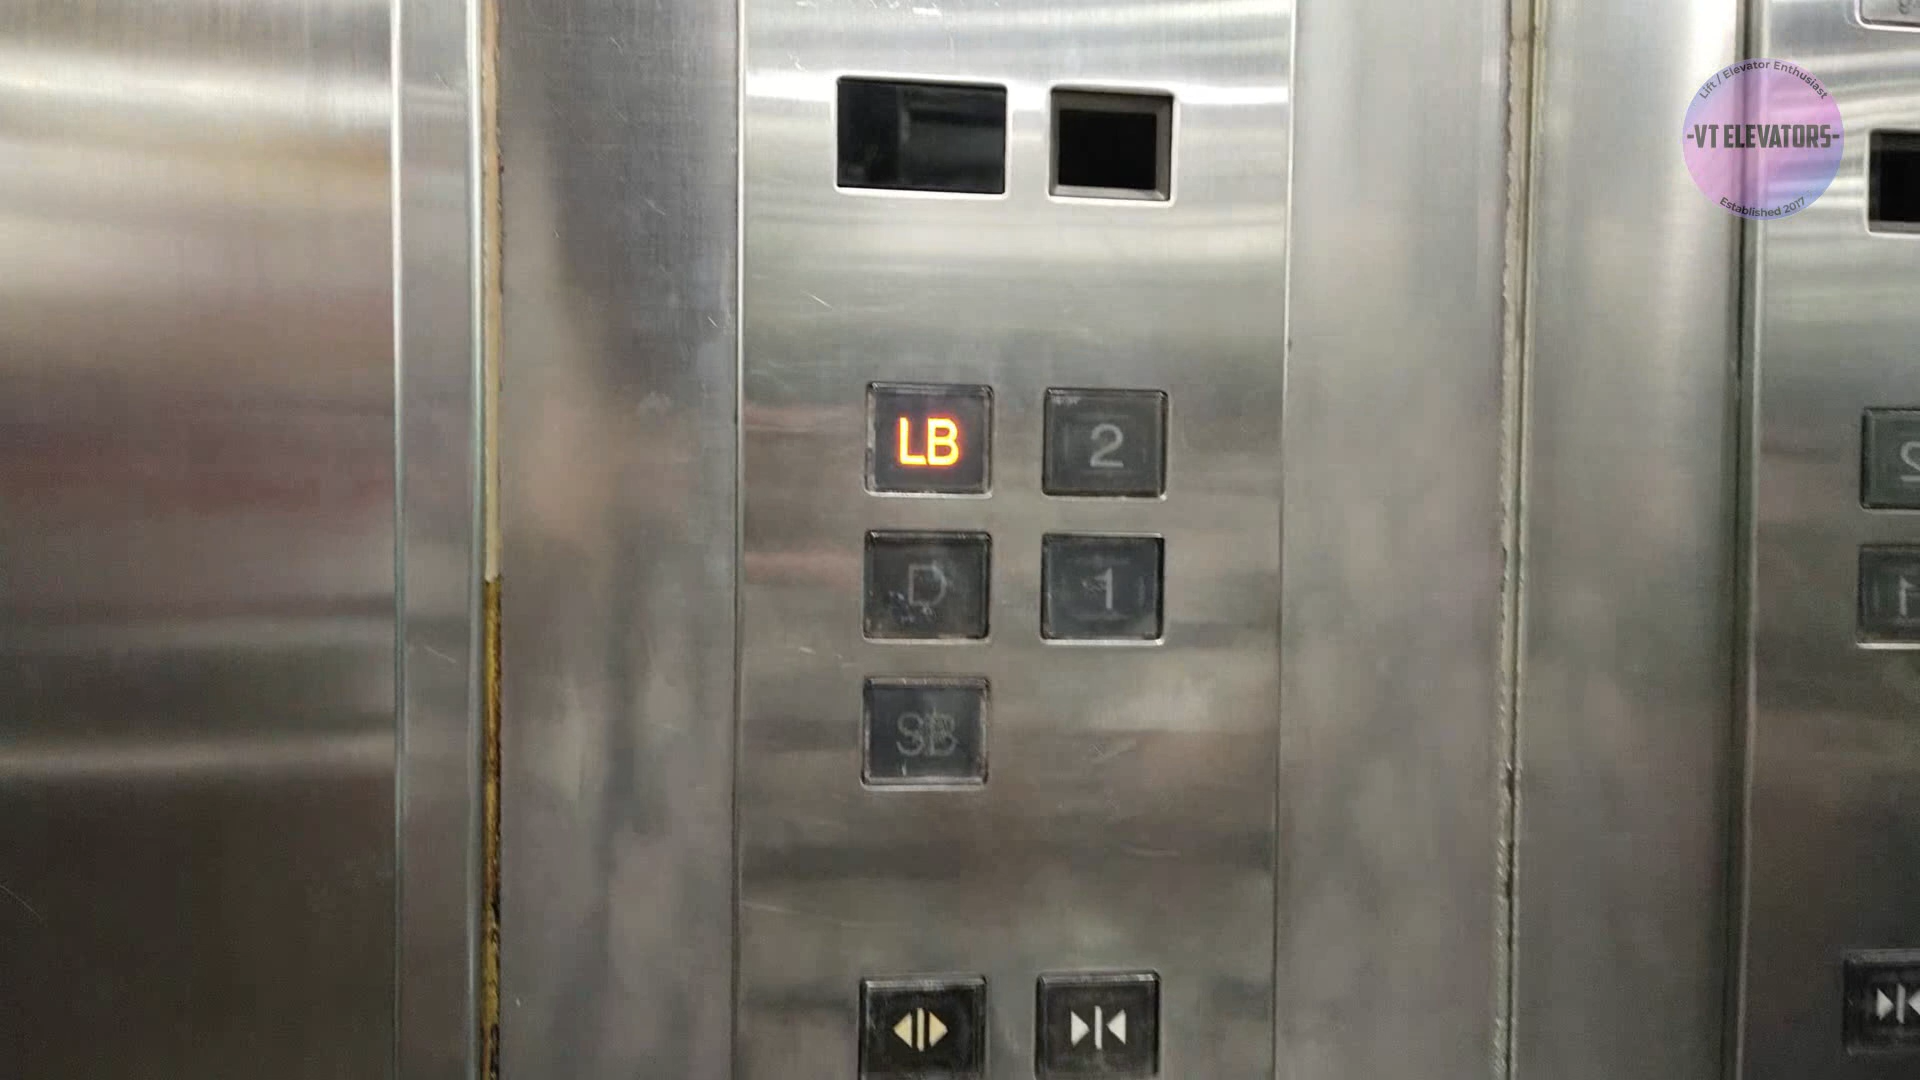 Lift / Elevator Enthusiast
-VT ELEVATORS-
Established 2017
LB 2
D 1
SB